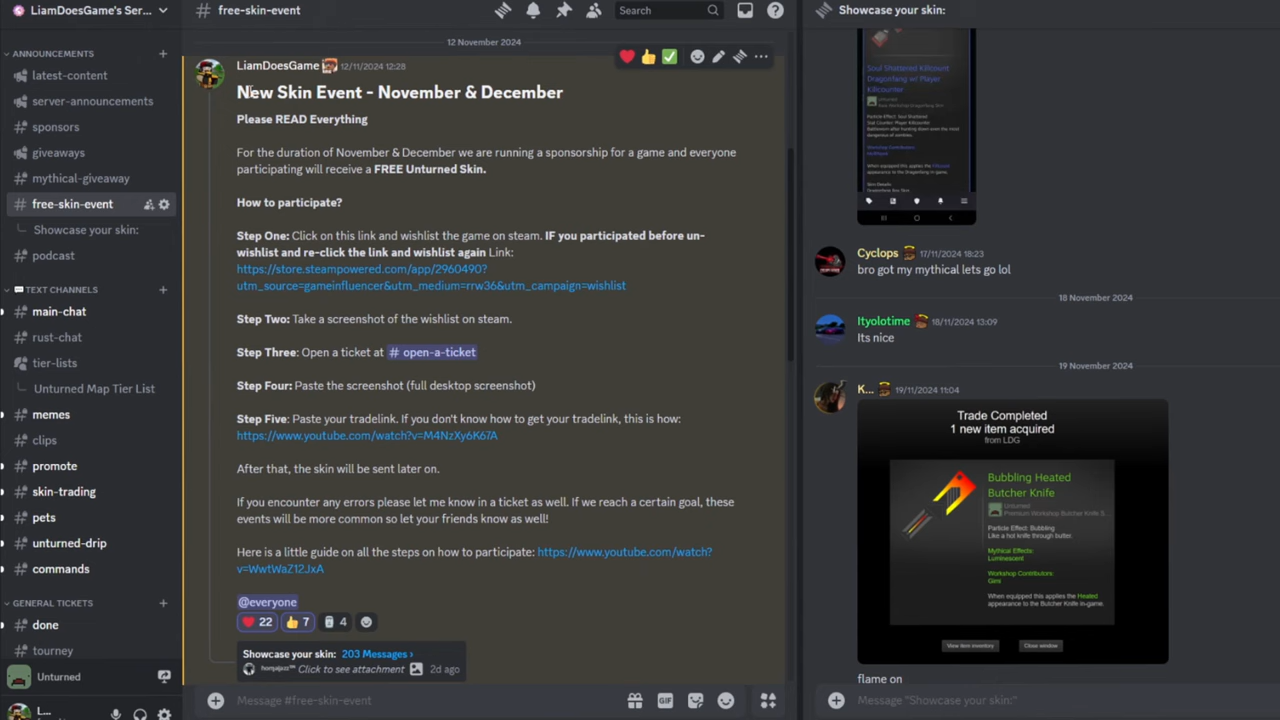 LiamDoesGame's Ser...
# free-skin-event
Search
Showcase your skin:
ANNOUNCEMENTS
latest-content
server-announcements
sponsors
giveaways
mythical-giveaway
free-skin-event
Showcase your skin:
podcast
TEXT CHANNELS
main-chat
rust-chat
tier-lists
Unturned Map Tier List
memes
clips
promote
skin-trading
pets
unturned-drip
commands
GENERAL TICKETS
done
tourney
Unturned
L...
12 November 2024
LiamDoesGame 12/11/2024 12:28
New Skin Event - November & December
Please READ Everything
For the duration of November & December we are running a sponsorship for a game and everyone
participating will receive a FREE Unturned Skin.
How to participate?
Step One: Click on this link and wishlist the game on steam. IF you participated before un-
wishlist and re-click the link and wishlist again Link:
https://store.steampowered.com/app/2960490?
utm_source=gameinfluencer&utm_medium=rrw36&utm_campaign=wishlist
Step Two: Take a screenshot of the wishlist on steam.
Step Three: Open a ticket at # open-a-ticket
Step Four: Paste the screenshot (full desktop screenshot)
Step Five: Paste your tradelink. If you don't know how to get your tradelink, this is how:
https://www.youtube.com/watch?v=M4NzXy6K67A
After that, the skin will be sent later on.
If you encounter any errors please let me know in a ticket as well. If we reach a certain goal, these
events will be more common so let your friends know as well!
Here is a little guide on all the steps on how to participate: https://www.youtube.com/watch?
v=WwtWaZ12JxA
@everyone
22 7 4
Showcase your skin: 203 Messages ›
Click to see attachment 2d ago
Message #free-skin-event
GIF
Soul Shattered Killcount
Dragonfang w/ Player
Killcounter
Unturned
Particle Effect: Soul Shattered
Cyclops 17/11/2024 18:23
bro got my mythical lets go lol
18 November 2024
Ityolotime 18/11/2024 13:09
Its nice
19 November 2024
K... 19/11/2024 11:04
Trade Completed
1 new item acquired
from LDG
Bubbling Heated
Butcher Knife
Unturned
Premium Workshop Butcher Knife S...
Particle Effect: Bubbling
Like a hot knife through butter.
Mythical Effects:
Luminescent
Workshop Contributors:
When equipped this applies the Heated
appearance to the Butcher Knife in-game.
View item inventory
Close window
flame on
Message "Showcase your skin:"